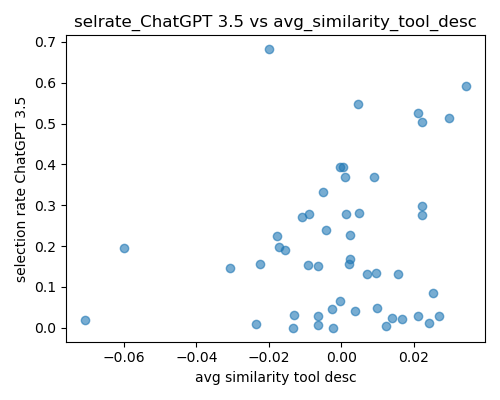 selrate_ChatGPT 3.5 vs avg_similarity_tool_desc
selection rate ChatGPT 3.5
0.7
0.6
0.5
0.4
0.3
0.2
0.1
0.0
−0.06 −0.04 −0.02 0.00 0.02
avg similarity tool desc